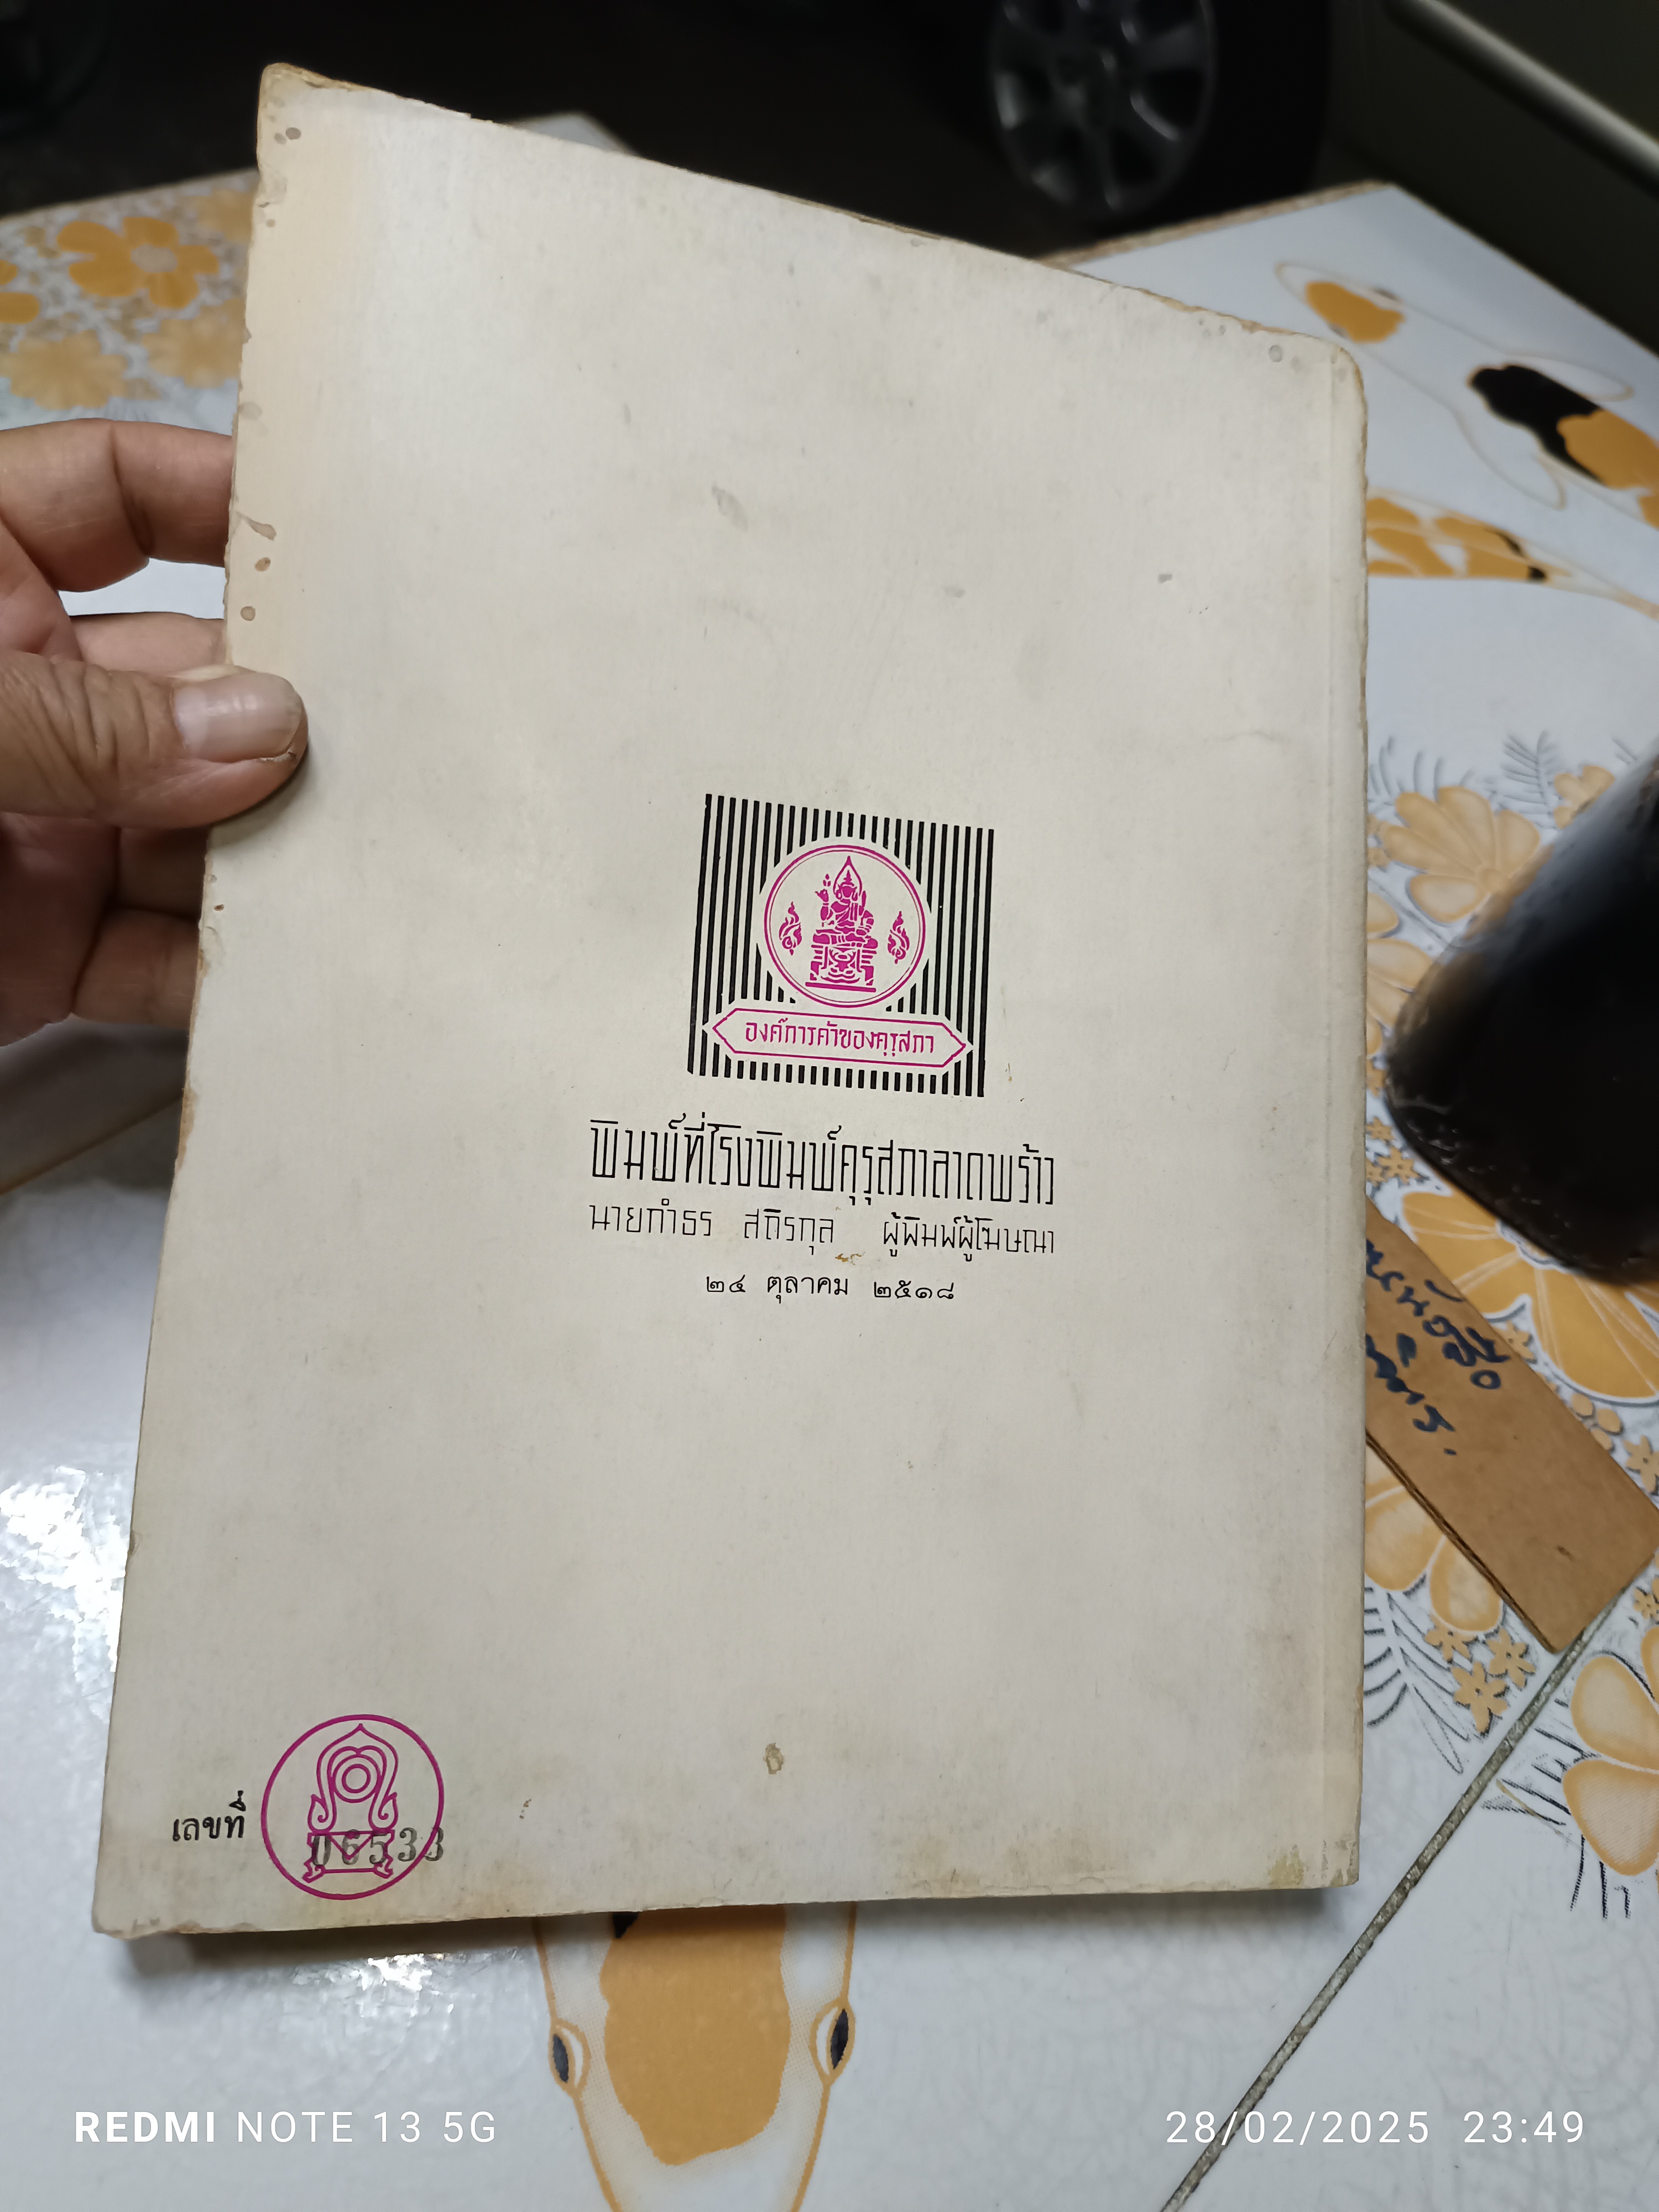 องค์การค้าของคุรุสภา
พิมพ์ที่โรงพิมพ์คุรุสภาลาดพร้าว
นายกำธร สถิรกุล ผู้พิมพ์ผู้โฆษณา
๒๔ ตุลาคม ๒๕๑๘
เลขที่ 06533
REDMI NOTE 13 5G
28/02/2025 23:49